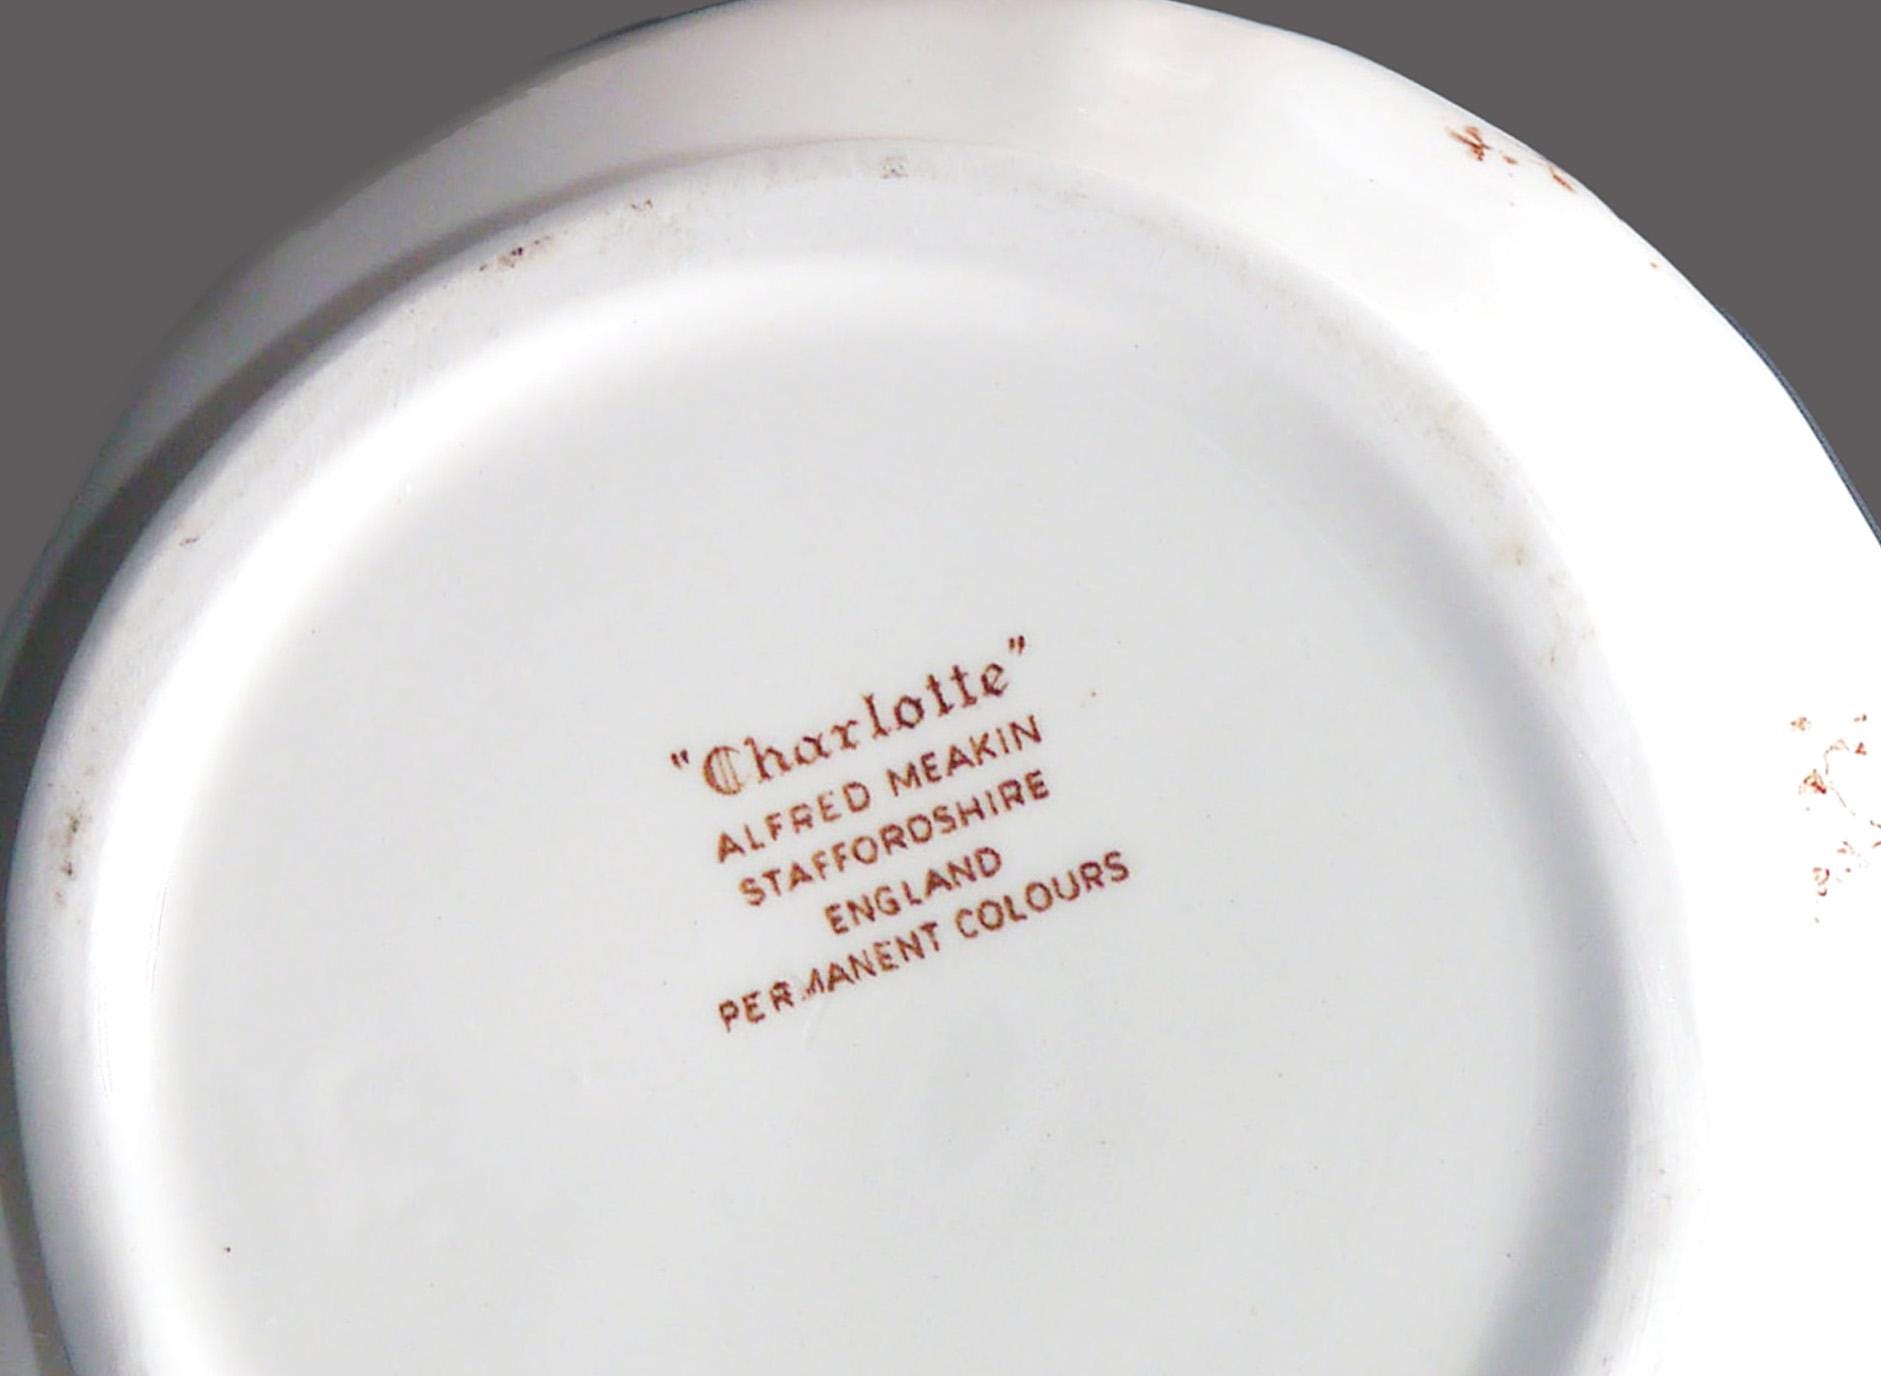 "Charlotte"
ALFRED MEAKIN
STAFFORDSHIRE
ENGLAND
PERMANENT COLOURS